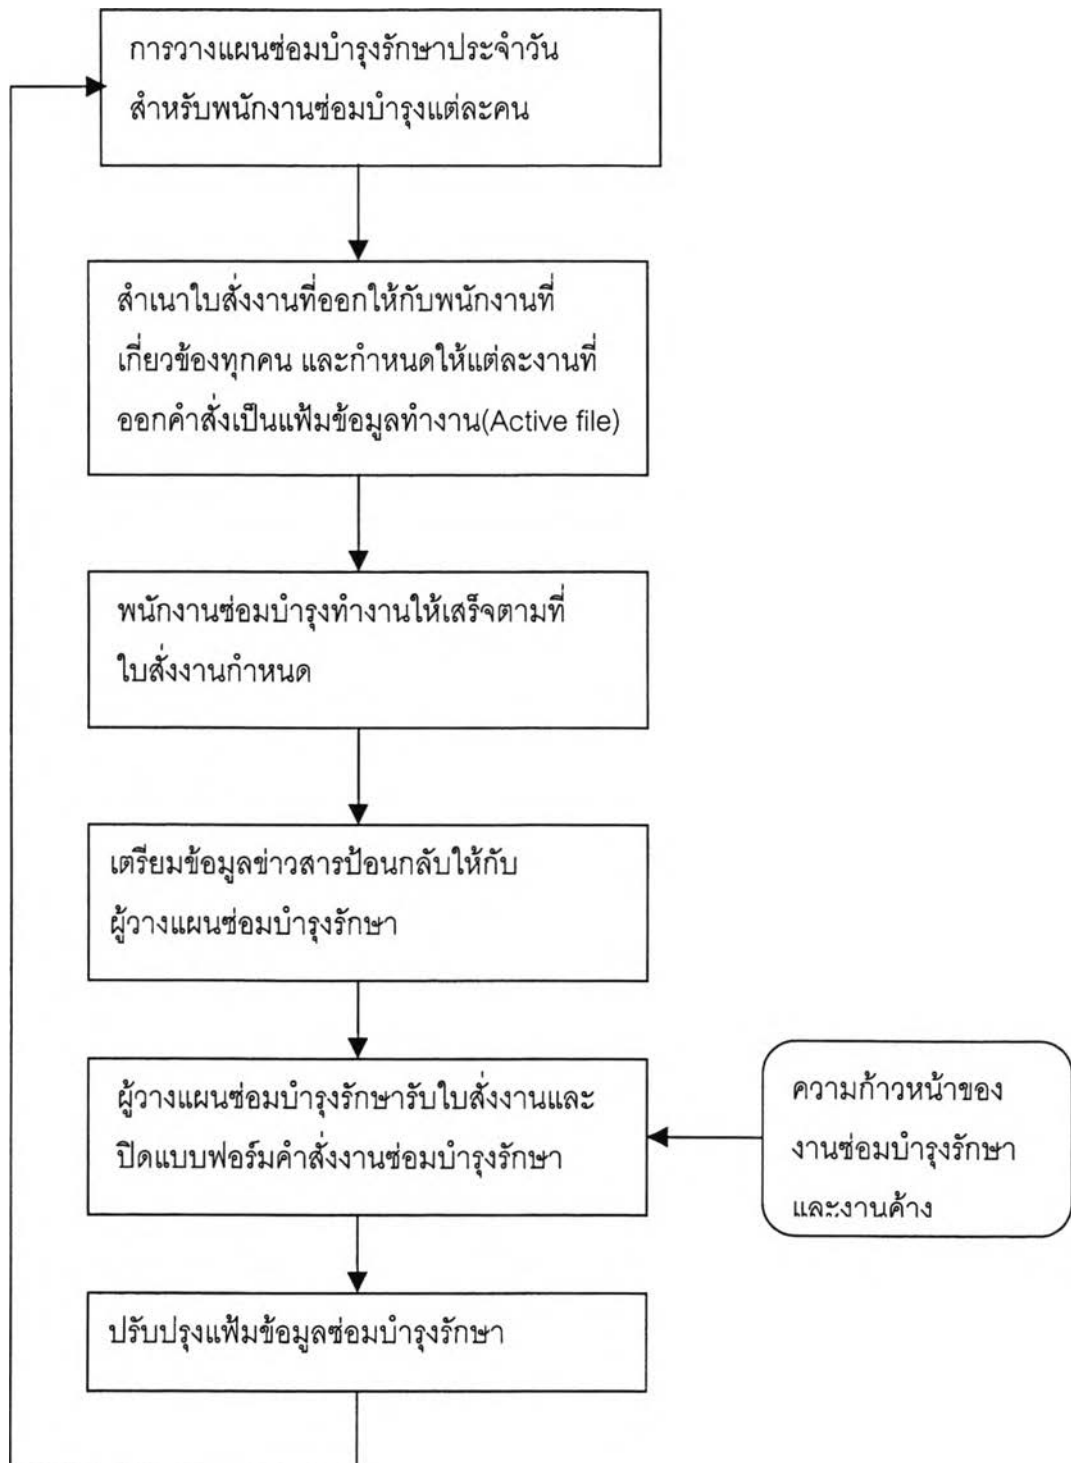 การวางแผนซ่อมบำรุงรักษาประจำวัน
สำหรับพนักงานซ่อมบำรุงแต่ละคน
สำเนาใบสั่งงานที่ออกให้กับพนักงานที่
เกี่ยวข้องทุกคน และกำหนดให้แต่ละงานที่
ออกคำสั่งเป็นแฟ้มข้อมูลทำงาน(Active file)
พนักงานซ่อมบำรุงทำงานให้เสร็จตามที่
ใบสั่งงานกำหนด
เตรียมข้อมูลข่าวสารป้อนกลับให้กับ
ผู้วางแผนซ่อมบำรุงรักษา
ผู้วางแผนซ่อมบำรุงรักษารับใบสั่งงานและ
ปิดแบบฟอร์มคำสั่งงานซ่อมบำรุงรักษา
ความก้าวหน้าของ
งานซ่อมบำรุงรักษา
และงานค้าง
ปรับปรุงแฟ้มข้อมูลซ่อมบำรุงรักษา